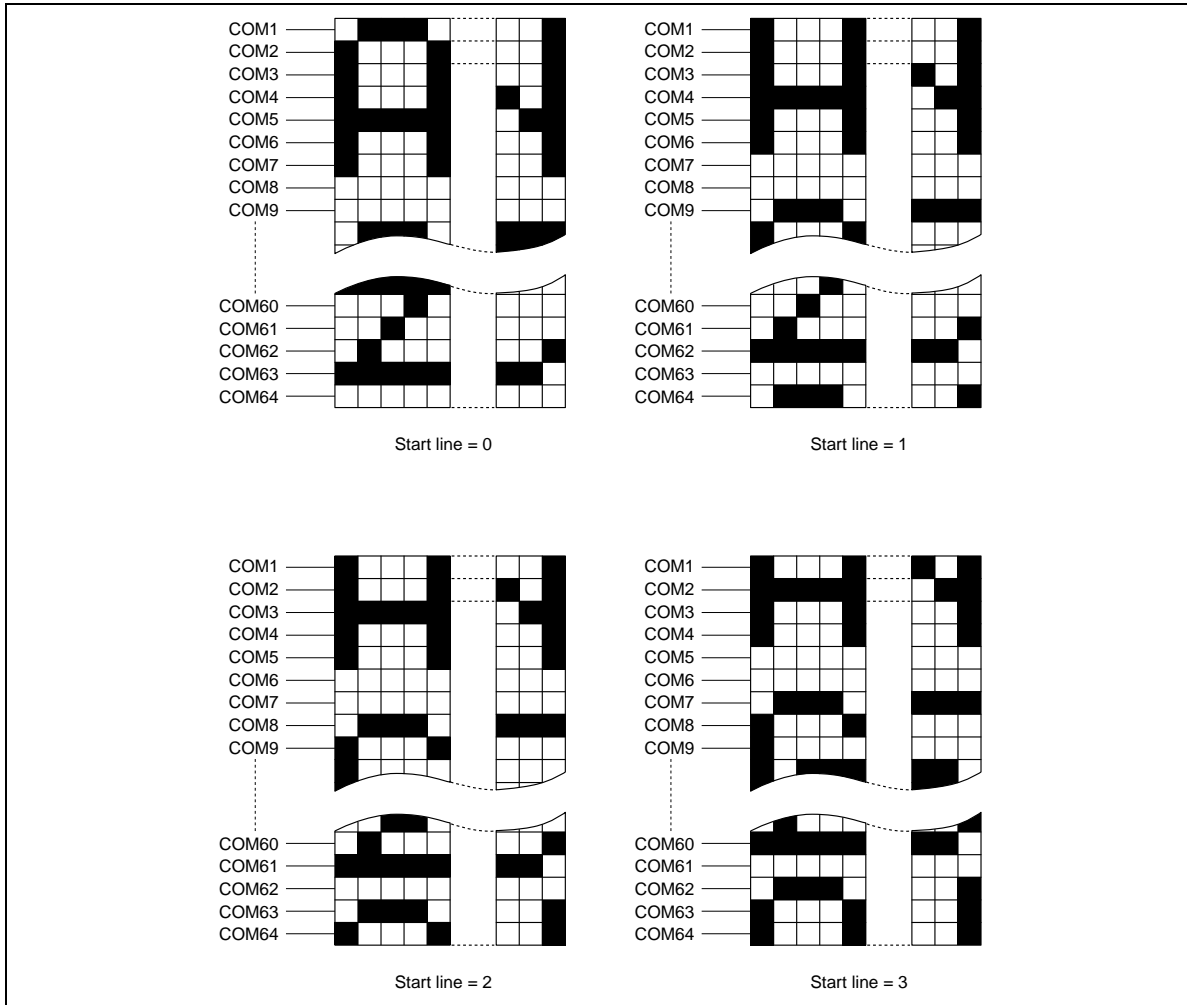 COM1
COM2
COM3
COM4
COM5
COM6
COM7
COM8
COM9
COM60
COM61
COM62
COM63
COM64
Start line = 0
COM1
COM2
COM3
COM4
COM5
COM6
COM7
COM8
COM9
COM60
COM61
COM62
COM63
COM64
Start line = 1
COM1
COM2
COM3
COM4
COM5
COM6
COM7
COM8
COM9
COM60
COM61
COM62
COM63
COM64
Start line = 2
COM1
COM2
COM3
COM4
COM5
COM6
COM7
COM8
COM9
COM60
COM61
COM62
COM63
COM64
Start line = 3